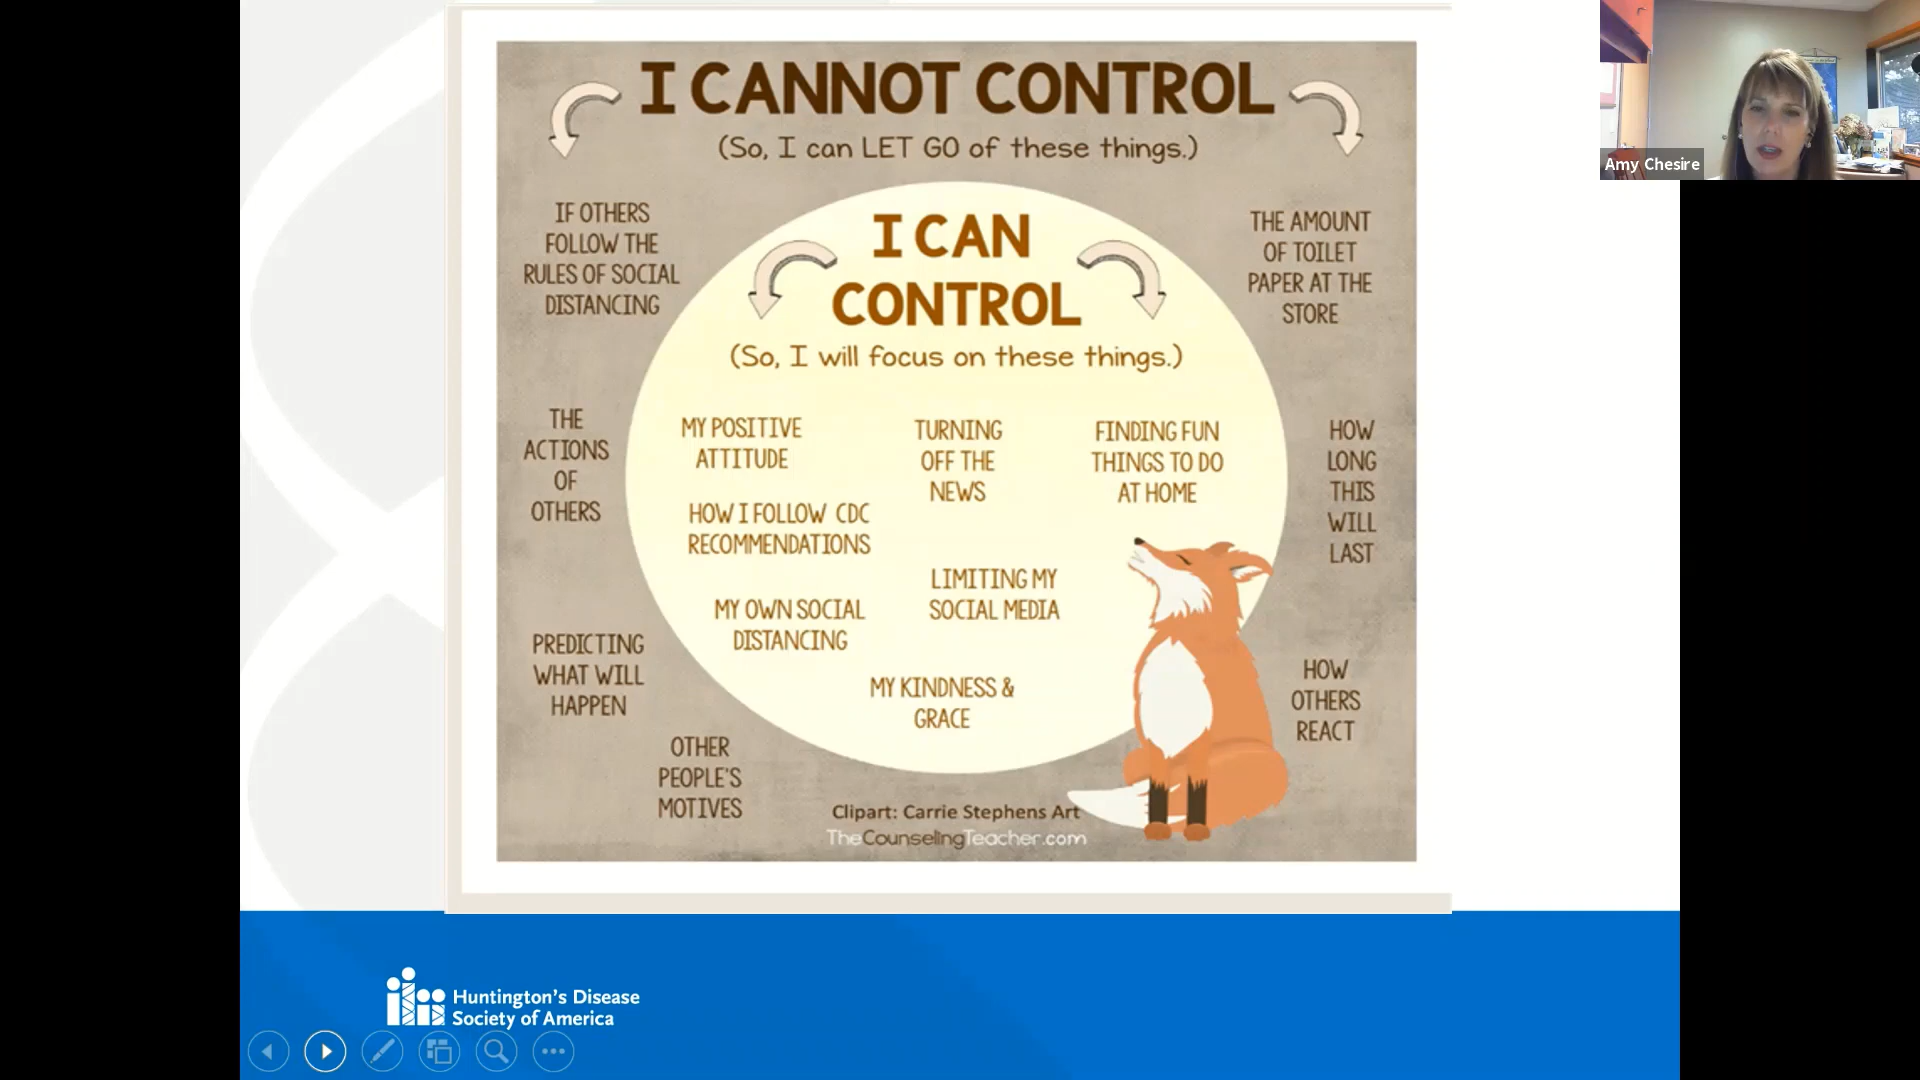 I CANNOT CONTROL
(So, I can LET GO of these things.)
IF OTHERS
FOLLOW THE
RULES OF SOCIAL
DISTANCING
THE AMOUNT
OF TOILET
PAPER AT THE
STORE
I CAN
CONTROL
(So, I will focus on these things.)
THE
ACTIONS
OF
OTHERS
MY POSITIVE
ATTITUDE
TURNING
OFF THE
NEWS
FINDING FUN
THINGS TO DO
AT HOME
HOW
LONG
THIS
WILL
LAST
HOW I FOLLOW CDC
RECOMMENDATIONS
LIMITING MY
SOCIAL MEDIA
MY OWN SOCIAL
DISTANCING
MY KINDNESS &
GRACE
PREDICTING
WHAT WILL
HAPPEN
HOW
OTHERS
REACT
OTHER
PEOPLE'S
MOTIVES
Clipart: Carrie Stephens Art
TheCounselingTeacher.com
Huntington's Disease
Society of America
Amy Chesire